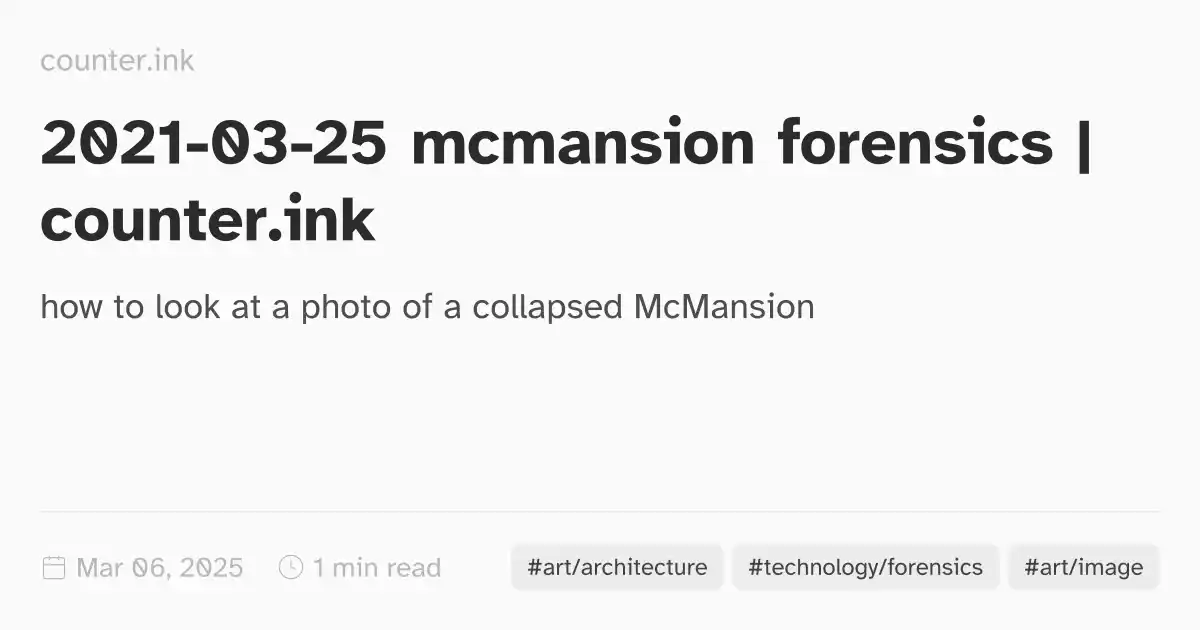 counter.ink
2021-03-25 mcmansion forensics |
counter.ink
how to look at a photo of a collapsed McMansion
Mar 06, 2025 1 min read #art/architecture #technology/forensics #art/image